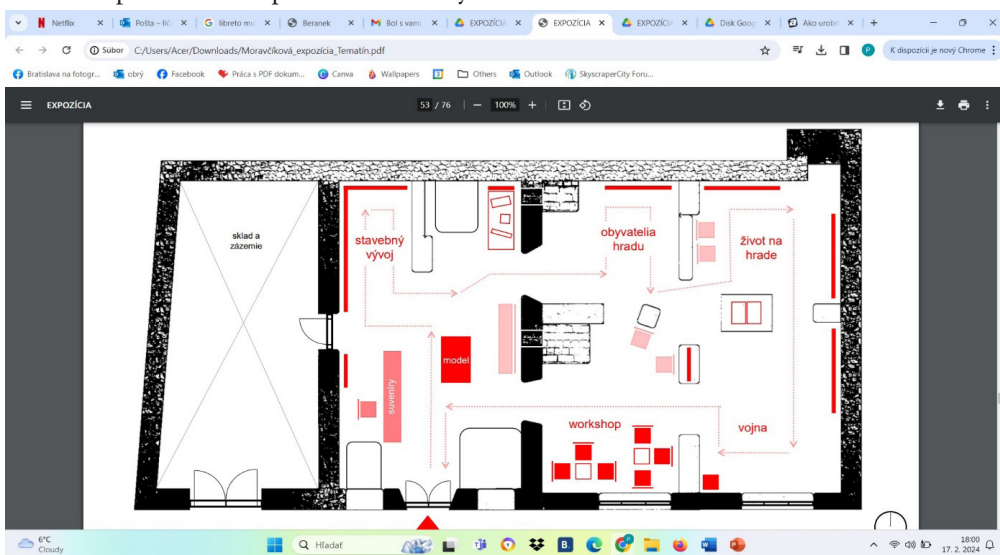 Netflix
Pošta – Ilič
libreto mu
Beranek
Bol s vami
EXPOZÍCIA
EXPOZÍCIA
EXPOZÍCI
Disk Goog
Ako urobiť
Súbor
C:/Users/Acer/Downloads/Moravčíková_expozícia_Tematín.pdf
K dispozícii je nový Chrome
Bratislava na fotogr...
obrý
Facebook
Práca s PDF dokum...
Canva
Wallpapers
Others
Outlook
SkyscraperCity Foru...
EXPOZÍCIA
53 / 76
100%
sklad a
zázemie
stavebný
vývoj
obyvatelia
hradu
život na
hrade
model
suveníry
workshop
vojna
6°C
Cloudy
Hľadať
18:00
17. 2. 2024